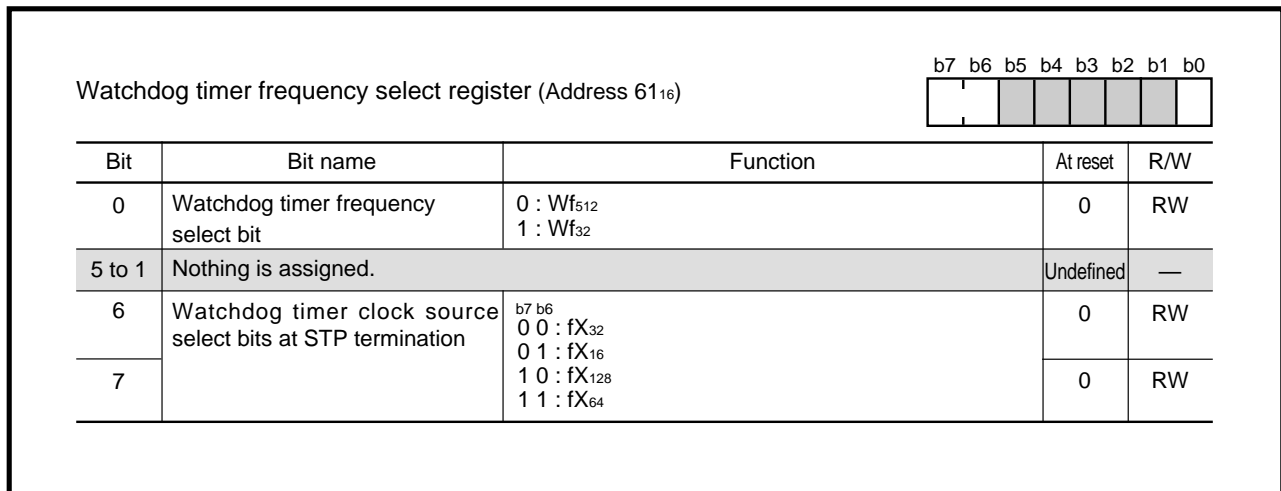 b7 b6 b5 b4 b3 b2 b1 b0
Watchdog timer frequency select register (Address 6116)
Bit Bit name Function At reset R/W
0 Watchdog timer frequency select bit 0 : Wf512 0 RW
1 : Wf32
5 to 1 Nothing is assigned. Undefined —
6 Watchdog timer clock source select bits at STP termination b7 b6 0 RW
0 0 : fX32
0 1 : fX16
7 1 0 : fX128 0 RW
1 1 : fX64